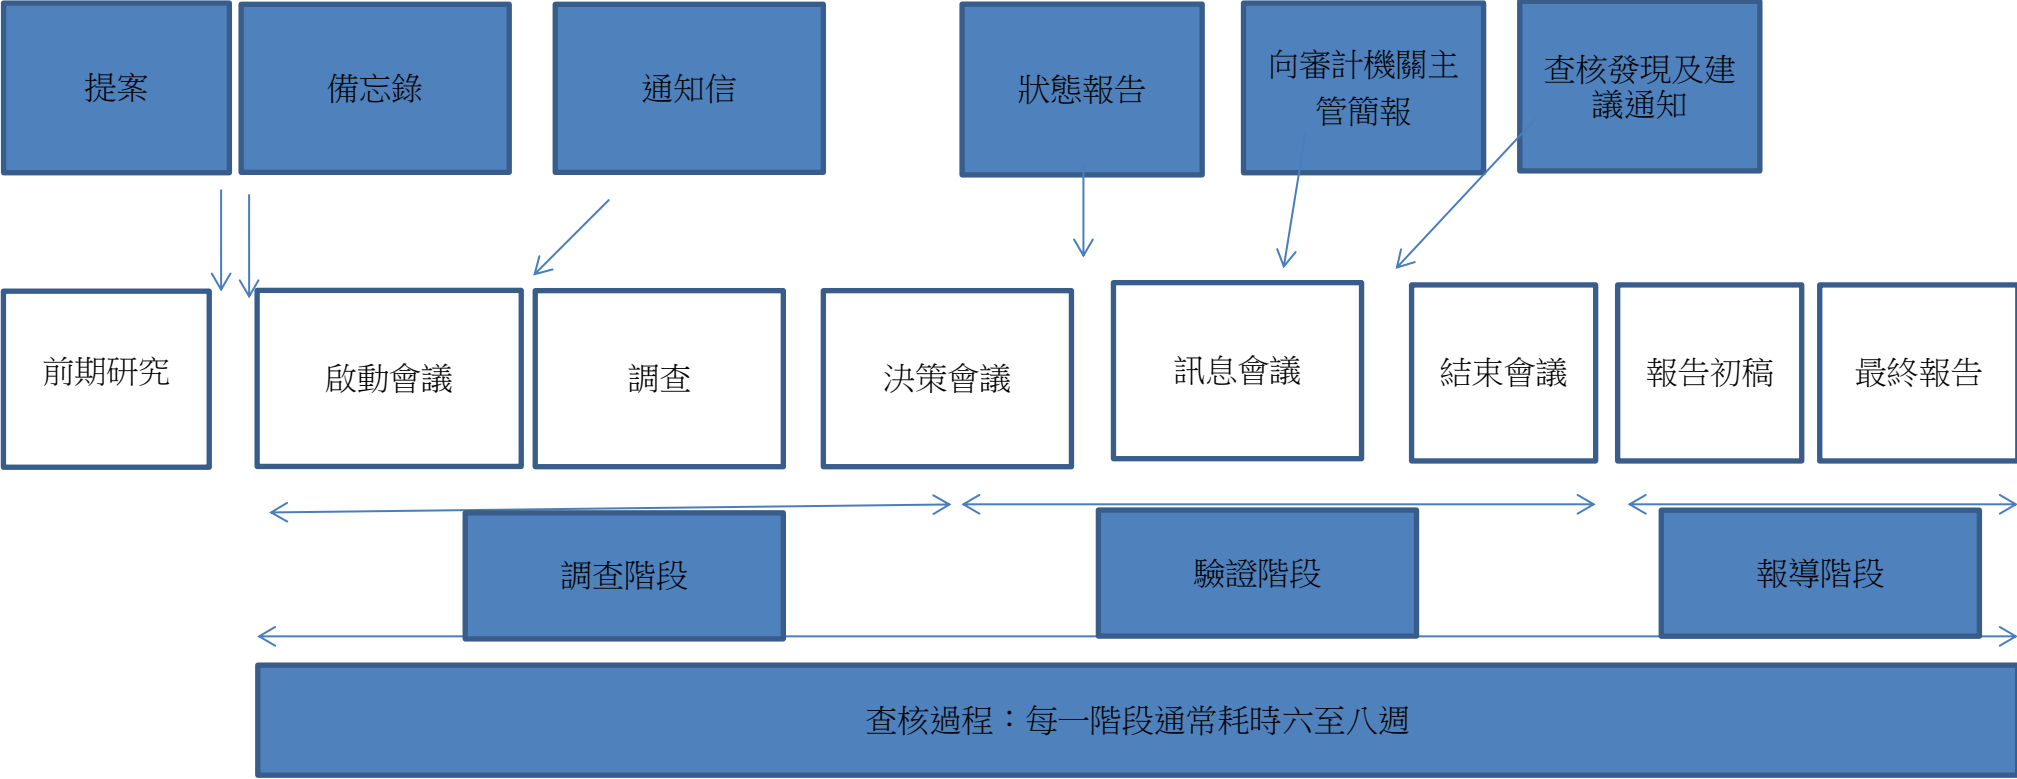 提案
備忘錄
通知信
狀態報告
向審計機關主
管簡報
查核發現及建
議通知
前期研究
啟動會議
調查
決策會議
訊息會議
結束會議
報告初稿
最終報告
調查階段
驗證階段
報導階段
查核過程：每一階段通常耗時六至八週